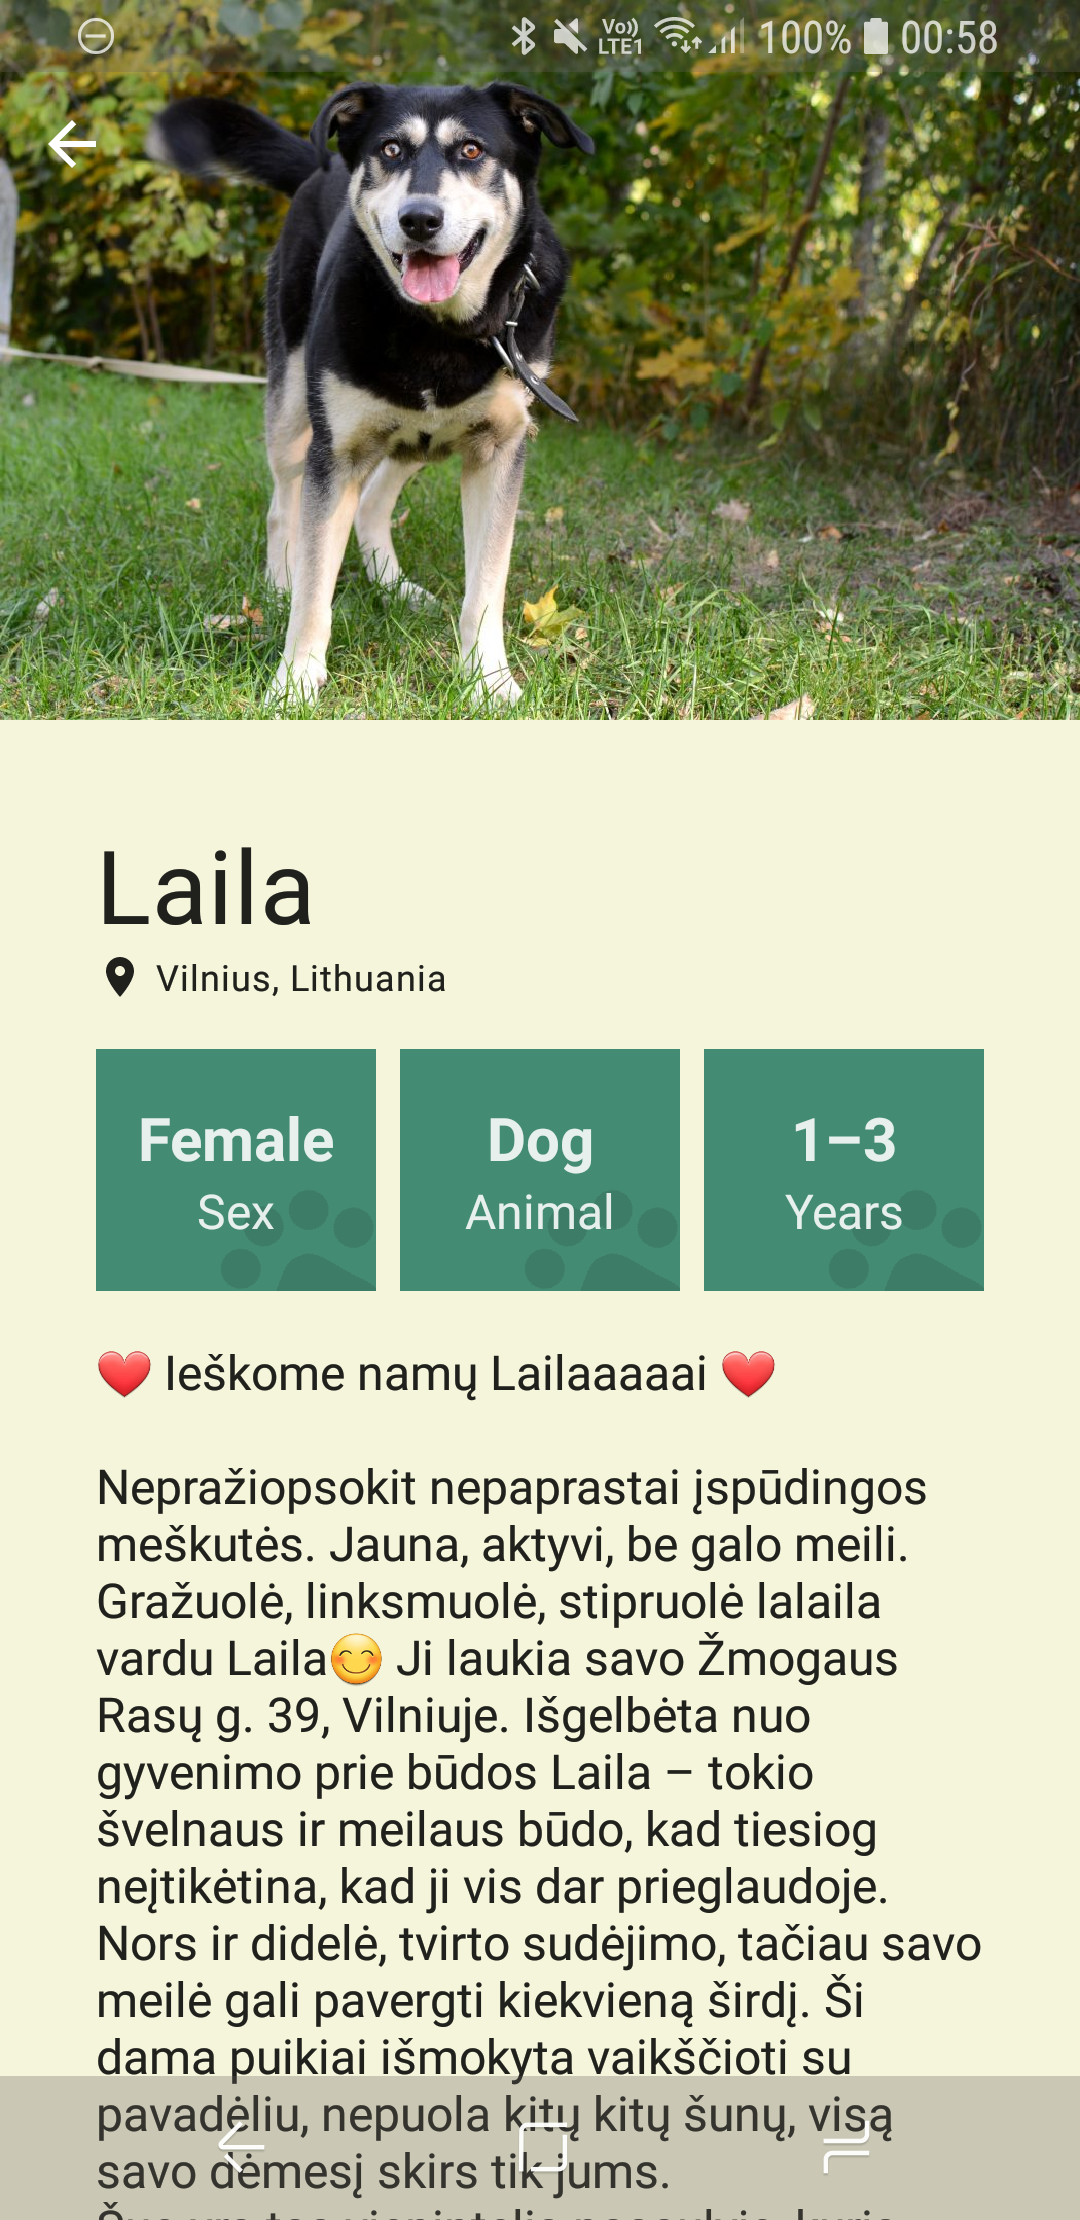 Vo)) LTE1 100% 00:58
Laila
Vilnius, Lithuania
Female Dog 1–3
Sex Animal Years
❤️ Ieškome namų Lailaaaaai ❤️
Nepražiopsokit nepaprastai įspūdingos
meškutės. Jauna, aktyvi, be galo meili.
Gražuolė, linksmuolė, stipruolė lalaila
vardu Laila😊 Ji laukia savo Žmogaus
Rasų g. 39, Vilniuje. Išgelbėta nuo
gyvenimo prie būdos Laila – tokio
švelnaus ir meilaus būdo, kad tiesiog
neįtikėtina, kad ji vis dar prieglaudoje.
Nors ir didelė, tvirto sudėjimo, tačiau savo
meilė gali pavergti kiekvieną širdį. Ši
dama puikiai išmokyta vaikščioti su
pavadėliu, nepuola kitų kitų šunų, visą
savo dėmesį skirs tik jums.